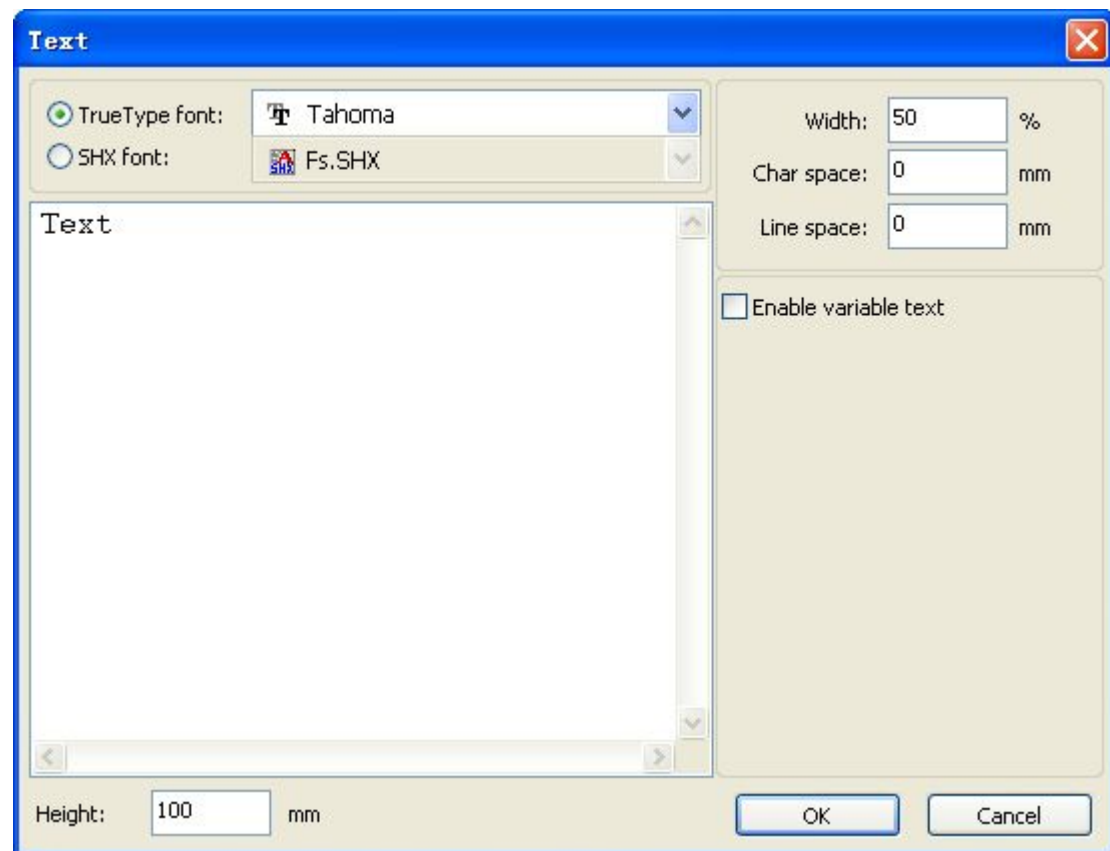 Text
TrueType font: Tahoma
SHX font: Fs.SHX
Text
Width: 50 %
Char space: 0 mm
Line space: 0 mm
Enable variable text
Height: 100 mm
OK Cancel